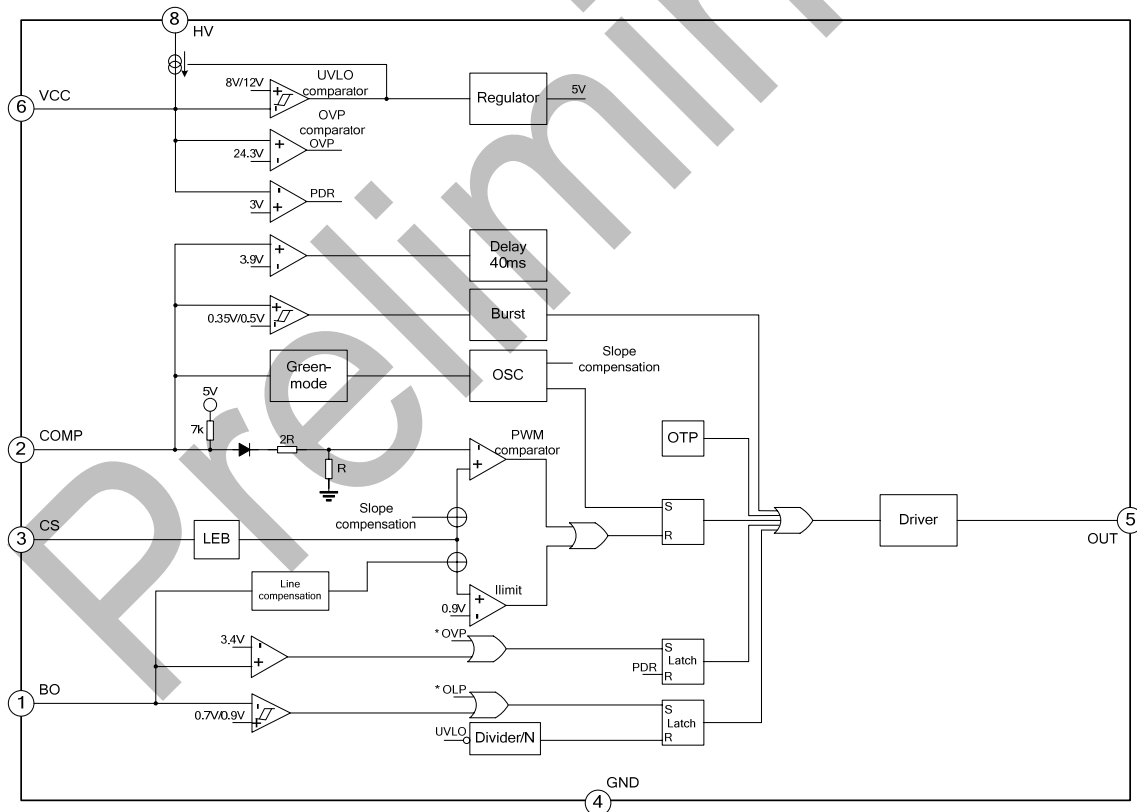 8
HV
8V/12V
+
-
UVLO
comparator
6
VCC
Regulator
5V
OVP
comparator
+
24.3V
-
OVP
-
3V
+
PDR
+
3.9V
-
Delay
40ms
+
0.35V/0.5V
-
Burst
Green-
mode
OSC
Slope
compensation
5V
7k
2
COMP
2R
R
-
+
PWM
comparator
OTP
Slope
compensation
3
CS
LEB
S
R
Driver
5
OUT
Line
compensation
+
0.9V
-
Ilimit
3.4V
-
+
* OVP
S
Latch
PDR
R
1
BO
-
0.7V/0.9V
+
* OLP
S
Latch
R
UVLO
Divider/N
GND
4
Prelimin